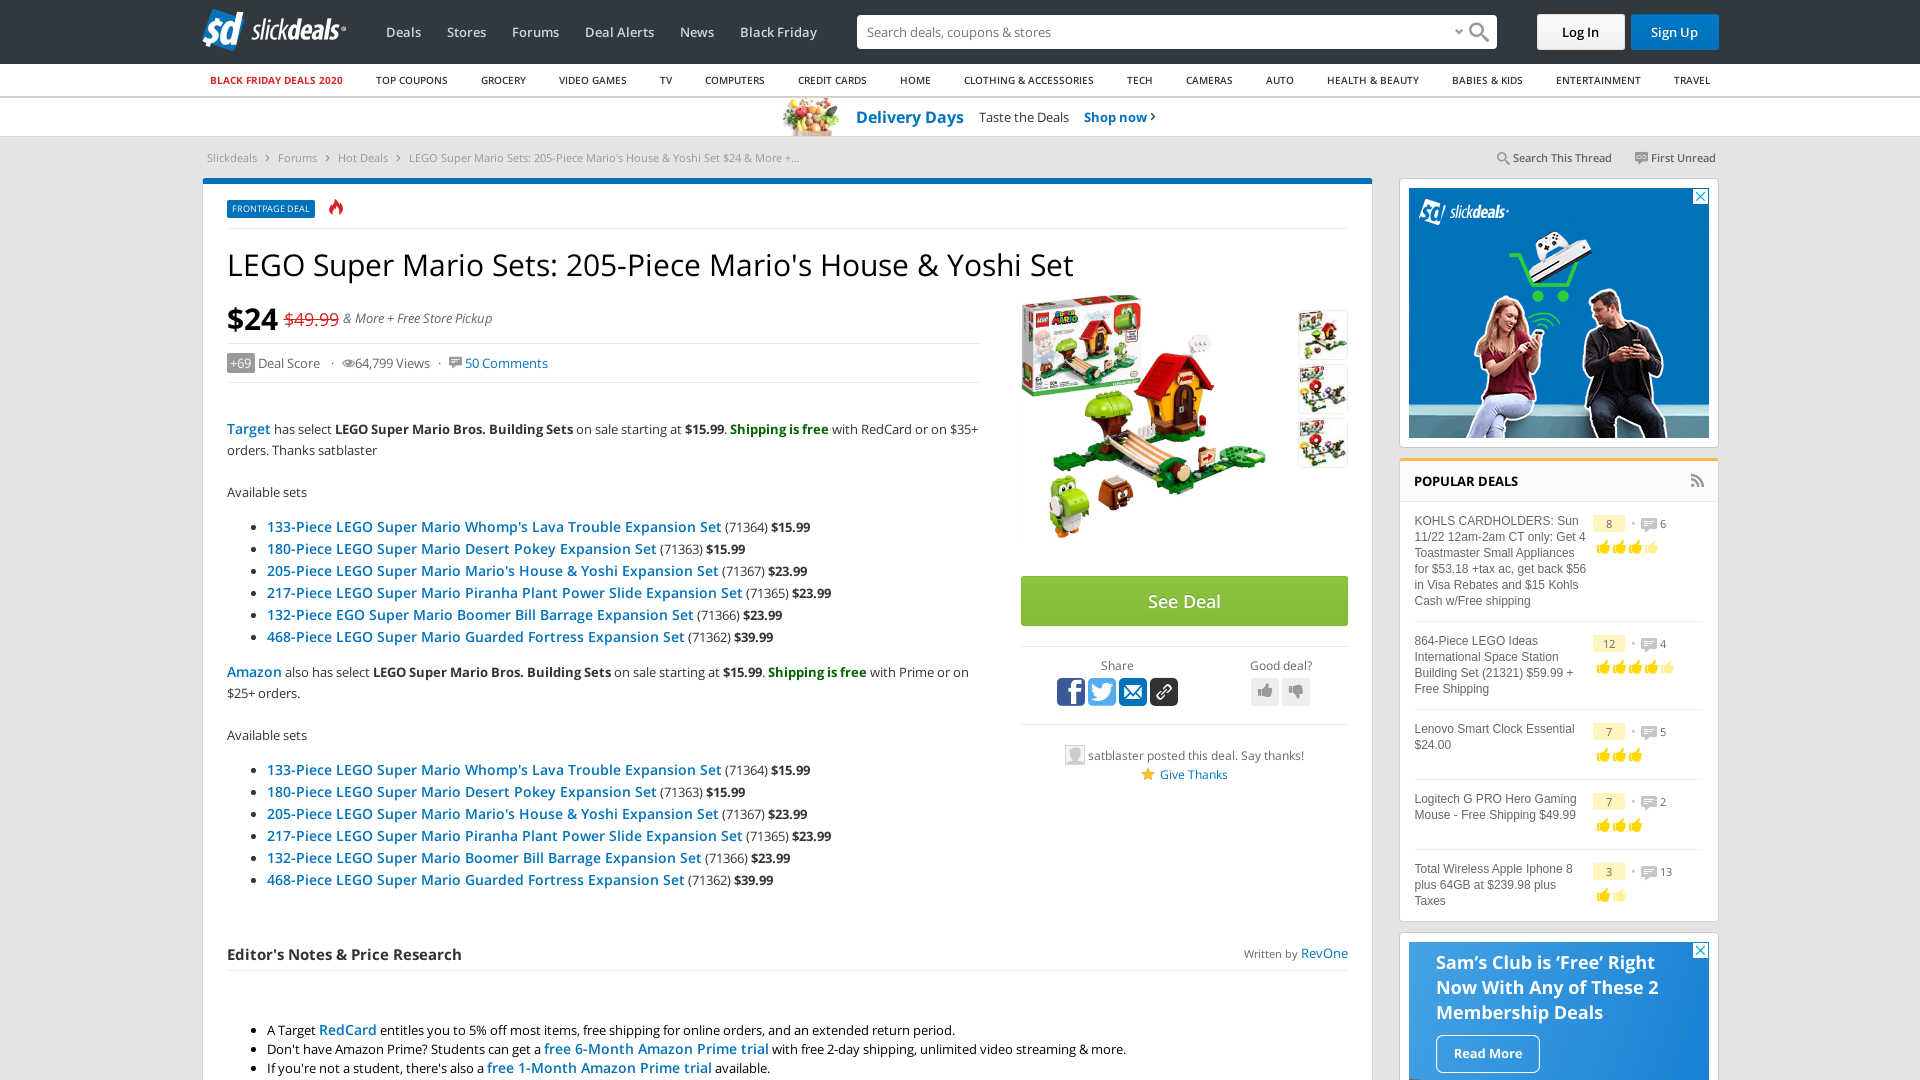 slickdeals
Deals
Stores
Forums
Deal Alerts
News
Black Friday
Search deals, coupons & stores
Log In
Sign Up
BLACK FRIDAY DEALS 2020
TOP COUPONS
GROCERY
VIDEO GAMES
TV
COMPUTERS
CREDIT CARDS
HOME
CLOTHING & ACCESSORIES
TECH
CAMERAS
AUTO
HEALTH & BEAUTY
BABIES & KIDS
ENTERTAINMENT
TRAVEL
Delivery Days Taste the Deals Shop now
Slickdeals > Forums > Hot Deals > LEGO Super Mario Sets: 205-Piece Mario's House & Yoshi Set $24 & More +...
Search This Thread
First Unread
FRONTPAGE DEAL
LEGO Super Mario Sets: 205-Piece Mario's House & Yoshi Set
$24 $49.99 & More + Free Store Pickup
+69 Deal Score · 64,799 Views · 50 Comments
Target has select LEGO Super Mario Bros. Building Sets on sale starting at $15.99. Shipping is free with RedCard or on $35+
orders. Thanks satblaster
Available sets
133-Piece LEGO Super Mario Whomp's Lava Trouble Expansion Set (71364) $15.99
180-Piece LEGO Super Mario Desert Pokey Expansion Set (71363) $15.99
205-Piece LEGO Super Mario Mario's House & Yoshi Expansion Set (71367) $23.99
217-Piece LEGO Super Mario Piranha Plant Power Slide Expansion Set (71365) $23.99
132-Piece EGO Super Mario Boomer Bill Barrage Expansion Set (71366) $23.99
468-Piece LEGO Super Mario Guarded Fortress Expansion Set (71362) $39.99
Amazon also has select LEGO Super Mario Bros. Building Sets on sale starting at $15.99. Shipping is free with Prime or on
$25+ orders.
Available sets
133-Piece LEGO Super Mario Whomp's Lava Trouble Expansion Set (71364) $15.99
180-Piece LEGO Super Mario Desert Pokey Expansion Set (71363) $15.99
205-Piece LEGO Super Mario Mario's House & Yoshi Expansion Set (71367) $23.99
217-Piece LEGO Super Mario Piranha Plant Power Slide Expansion Set (71365) $23.99
132-Piece LEGO Super Mario Boomer Bill Barrage Expansion Set (71366) $23.99
468-Piece LEGO Super Mario Guarded Fortress Expansion Set (71362) $39.99
LEGO
SUPER MARIO
See Deal
Share
Good deal?
satblaster posted this deal. Say thanks!
Give Thanks
Editor's Notes & Price Research
Written by RevOne
A Target RedCard entitles you to 5% off most items, free shipping for online orders, and an extended return period.
Don't have Amazon Prime? Students can get a free 6-Month Amazon Prime trial with free 2-day shipping, unlimited video streaming & more.
If you're not a student, there's also a free 1-Month Amazon Prime trial available.
slickdeals
POPULAR DEALS
KOHLS CARDHOLDERS: Sun
11/22 12am-2am CT only: Get 4
Toastmaster Small Appliances
for $53.18 +tax ac, get back $56
in Visa Rebates and $15 Kohls
Cash w/Free shipping
8 • 6
864-Piece LEGO Ideas
International Space Station
Building Set (21321) $59.99 +
Free Shipping
12 • 4
Lenovo Smart Clock Essential
$24.00
7 • 5
Logitech G PRO Hero Gaming
Mouse - Free Shipping $49.99
7 • 2
Total Wireless Apple Iphone 8
plus 64GB at $239.98 plus
Taxes
3 • 13
Sam's Club is ‘Free’ Right
Now With Any of These 2
Membership Deals
Read More